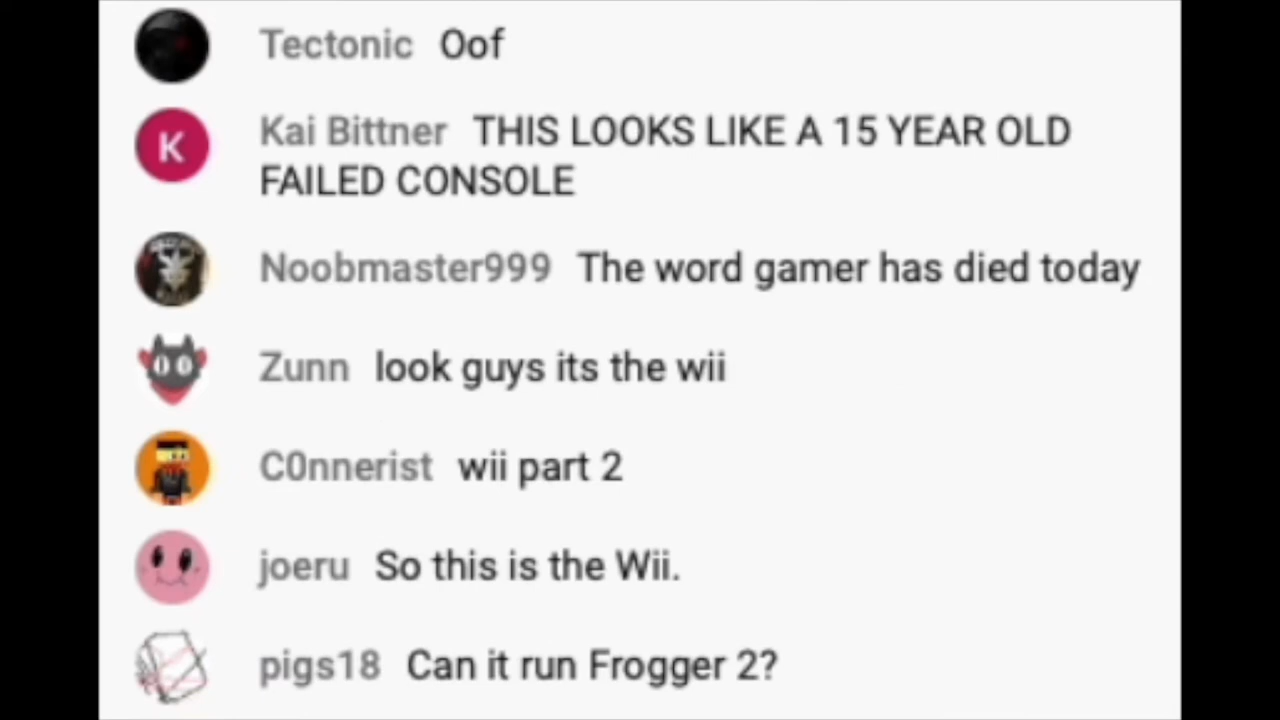 Tectonic Oof
K Kai Bittner THIS LOOKS LIKE A 15 YEAR OLD
FAILED CONSOLE
Noobmaster999 The word gamer has died today
Zunn look guys its the wii
C0nnerist wii part 2
joeru So this is the Wii.
pigs18 Can it run Frogger 2?